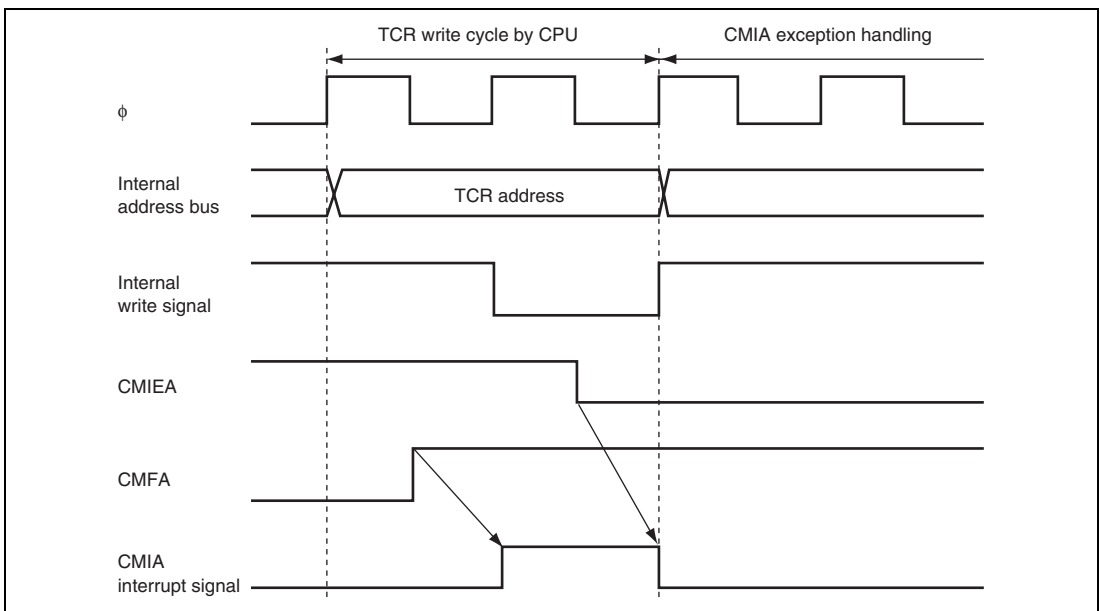 TCR write cycle by CPU
CMIA exception handling
ϕ
Internal
address bus
TCR address
Internal
write signal
CMIEA
CMFA
CMIA
interrupt signal